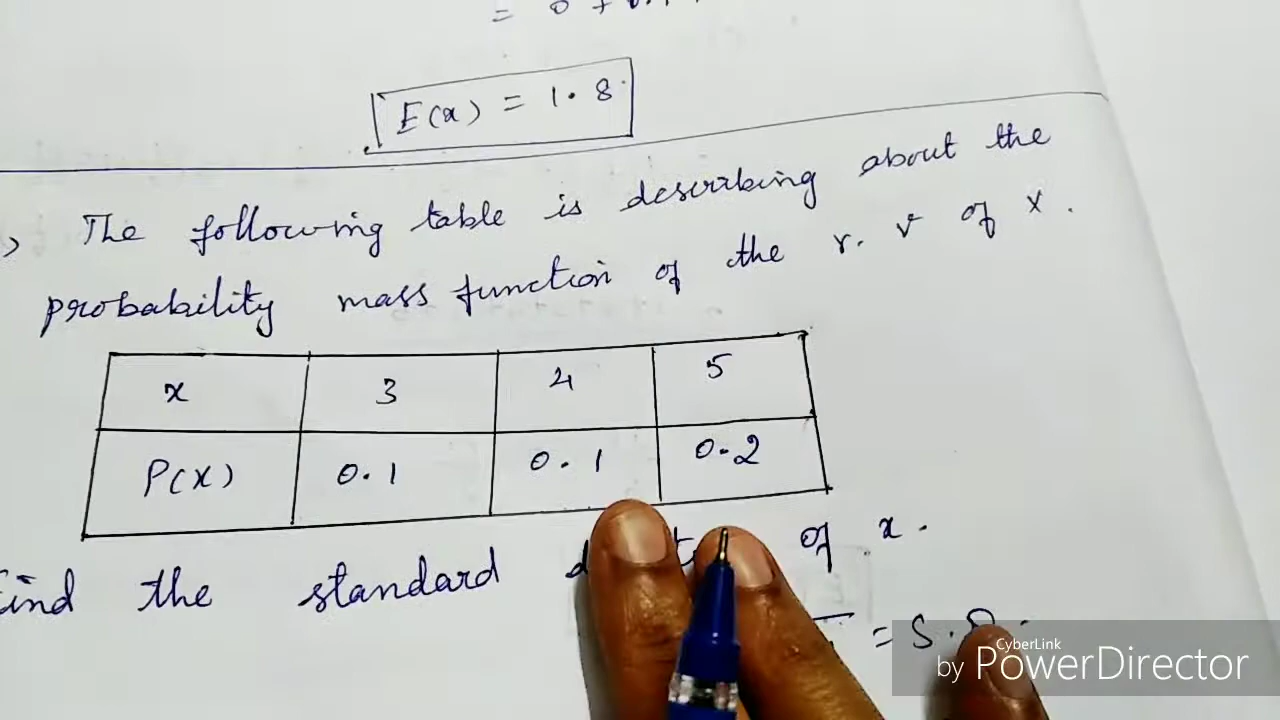 E(x) = 1.8
The following table is describing about the
probability mass function of the r.v of x.
x 3 4 5
P(x) 0.1 0.1 0.2
Find the standard of x.
= S.D
CyberLink
by PowerDirector